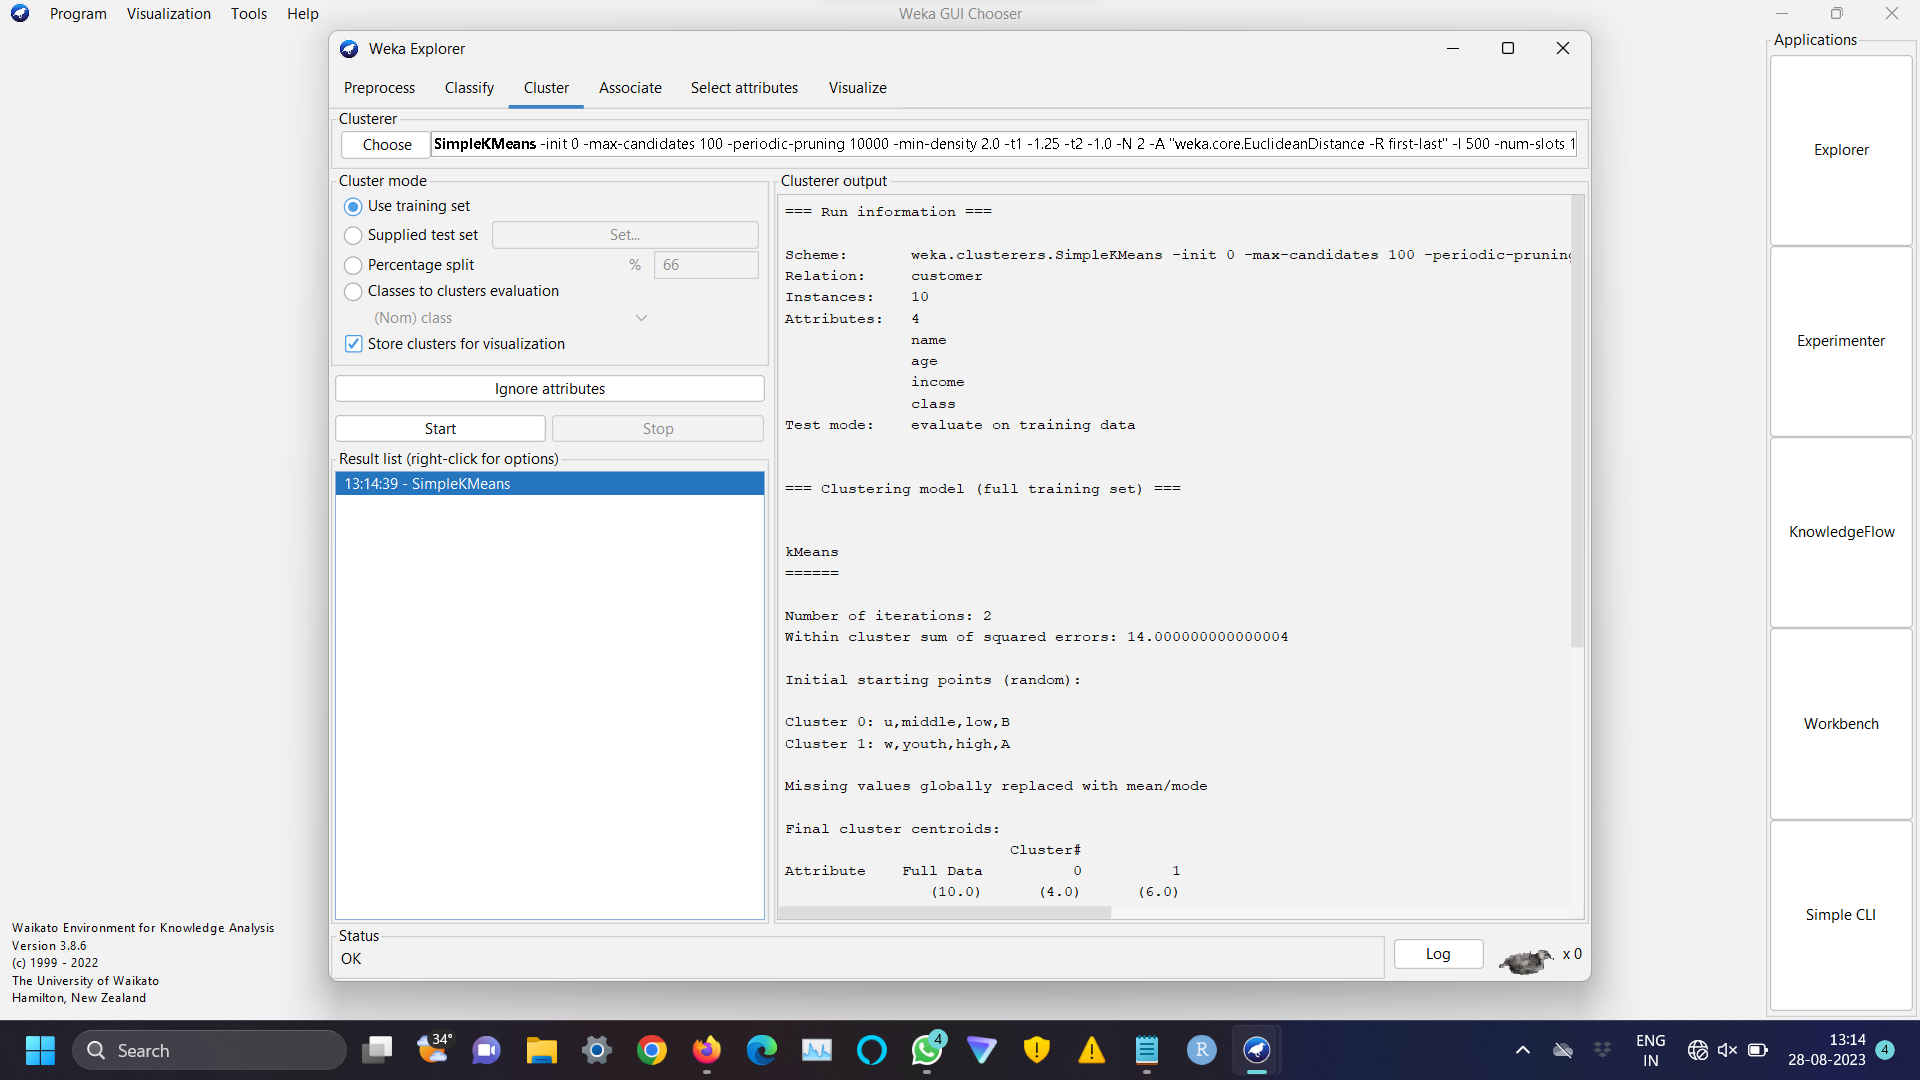 Program Visualization Tools Help
Weka GUI Chooser
Weka Explorer
Preprocess Classify Cluster Associate Select attributes Visualize
Clusterer
Choose SimpleKMeans -init 0 -max-candidates 100 -periodic-pruning 10000 -min-density 2.0 -t1 -1.25 -t2 -1.0 -N 2 -A "weka.core.EuclideanDistance -R first-last" -I 500 -num-slots 1
Cluster mode
Use training set
Supplied test set Set...
Percentage split % 66
Classes to clusters evaluation
(Nom) class
Store clusters for visualization
Ignore attributes
Start Stop
Result list (right-click for options)
13:14:39 - SimpleKMeans
Clusterer output
=== Run information ===
Scheme: weka.clusterers.SimpleKMeans -init 0 -max-candidates 100 -periodic-pruning
Relation: customer
Instances: 10
Attributes: 4
name
age
income
class
Test mode: evaluate on training data
=== Clustering model (full training set) ===
kMeans
======
Number of iterations: 2
Within cluster sum of squared errors: 14.000000000000004
Initial starting points (random):
Cluster 0: u,middle,low,B
Cluster 1: w,youth,high,A
Missing values globally replaced with mean/mode
Final cluster centroids:
Cluster#
Attribute Full Data 0 1
(10.0) (4.0) (6.0)
Status
OK
Log x 0
Applications
Explorer
Experimenter
KnowledgeFlow
Workbench
Simple CLI
Waikato Environment for Knowledge Analysis
Version 3.8.6
(c) 1999 - 2022
The University of Waikato
Hamilton, New Zealand
Search
34°
4
R
ENG
IN
13:14
28-08-2023
4